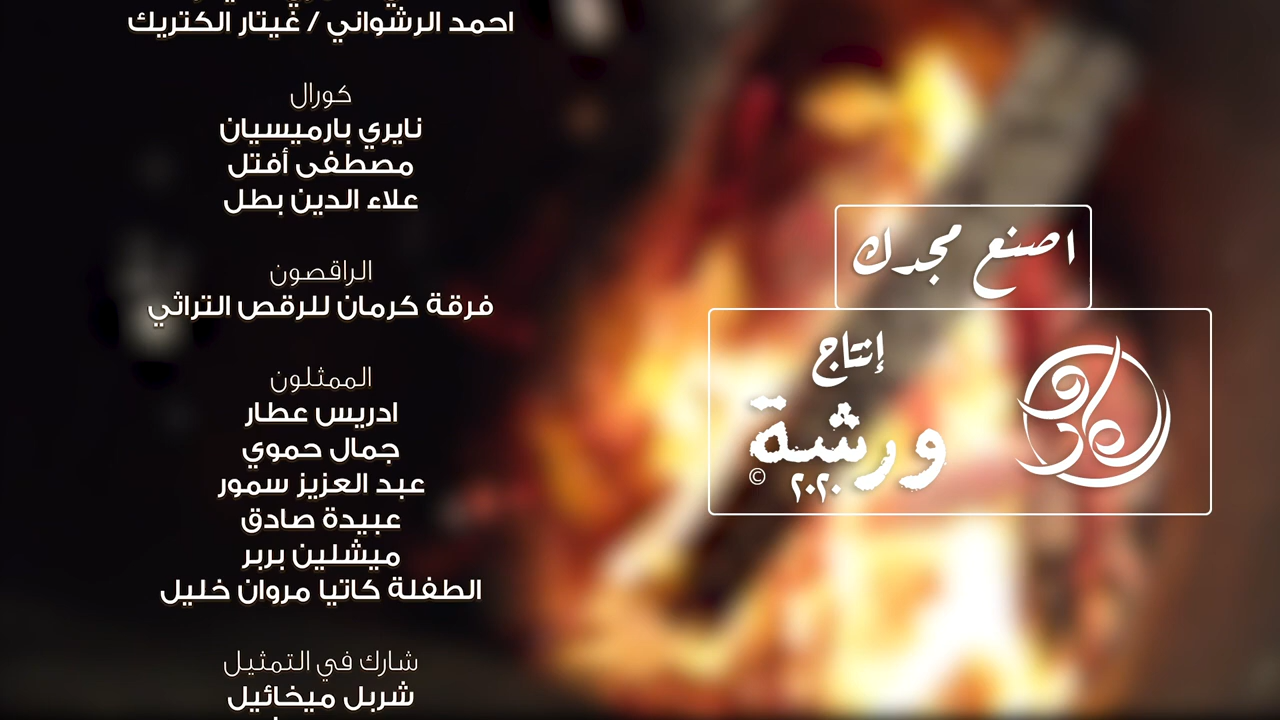 احمد الرشواني / غيتار الكتريك
كورال
نايري بارميسيان
مصطفى أفتل
علاء الدين بطل
الراقصون
فرقة كرمان للرقص التراثي
الممثلون
ادريس عطار
جمال حموي
عبد العزيز سمور
عبيدة صادق
ميشلين بربر
الطفلة كاتيا مروان خليل
شارك في التمثيل
شربل ميخائيل
اصنع مجدك
إنتاج
ورشة
© ٢٠٢٠